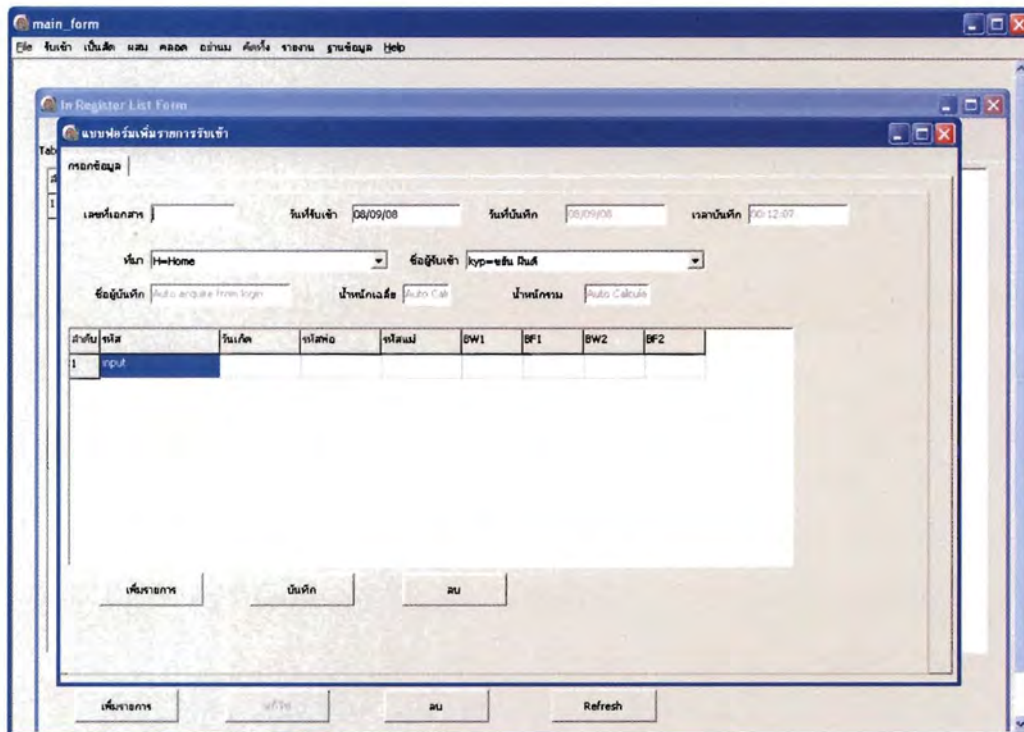 main_form
File รับเข้า เป็นสัด ผสม คลอด อย่านม คัดทิ้ง รายงาน ฐานข้อมูล Help
In Register List Form
แบบฟอร์มเพิ่มรายการรับเข้า
Tab
กรอกข้อมูล
เลขที่เอกสาร วันที่รับเข้า 08/09/08 วันที่บันทึก 08/09/08 เวลาบันทึก 00:12:07
ที่มา H=Home ชื่อผู้รับเข้า kyp=ขยัน ยินดี
ชื่อผู้บันทึก Auto enquire from login น้ำหนักเฉลี่ย Auto Cal น้ำหนักรวม Auto Calcule
ลำดับ รหัส วันเกิด รหัสพ่อ รหัสแม่ BW1 BF1 BW2 BF2
1 input
เพิ่มรายการ บันทึก ลบ
เพิ่มรายการ แก้ไข ลบ Refresh